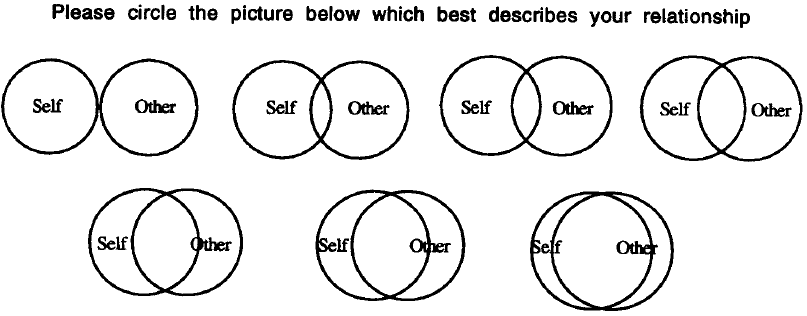 Please circle the picture below which best describes your relationship
Self Other Self Other Self Other Self Other
Self Other Self Other Self Other